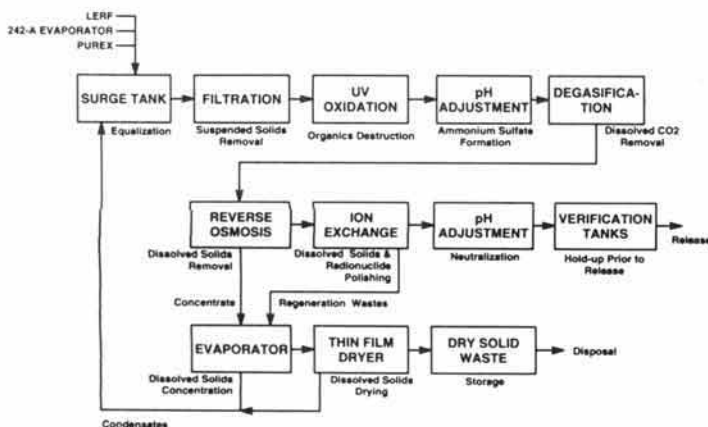 LERF
242-A EVAPORATOR
PUREX
SURGE TANK
Equalization
FILTRATION
Suspended Solids
Removal
UV
OXIDATION
Organics Destruction
pH
ADJUSTMENT
Ammonium Sulfate
Formation
DEGASIFICA-
TION
Dissolved CO2
Removal
REVERSE
OSMOSIS
Dissolved Solids
Removal
ION
EXCHANGE
Dissolved Solids &
Radionuclide
Polishing
pH
ADJUSTMENT
Neutralization
VERIFICATION
TANKS
Hold-up Prior to
Release
Release
Concentrate
Regeneration Wastes
EVAPORATOR
Dissolved Solids
Concentration
THIN FILM
DRYER
Dissolved Solids
Drying
DRY SOLID
WASTE
Storage
Disposal
Condensates